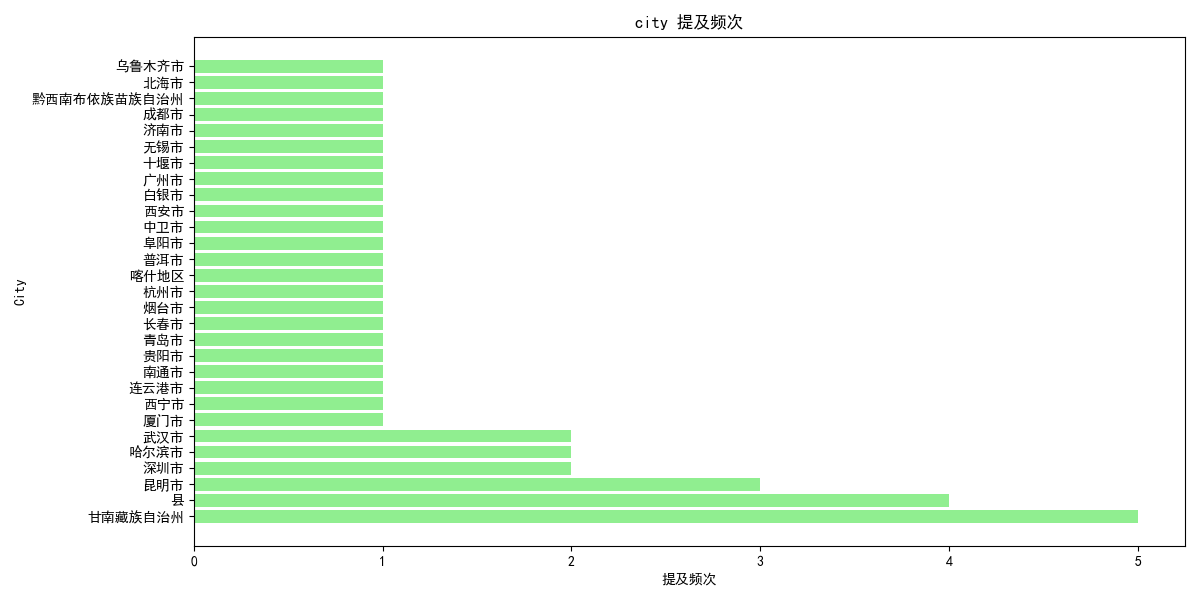 city 提及频次
乌鲁木齐市
北海市
黔西南布依族苗族自治州
成都市
济南市
无锡市
十堰市
广州市
白银市
西安市
中卫市
阜阳市
普洱市
喀什地区
杭州市
烟台市
长春市
青岛市
贵阳市
南通市
连云港市
西宁市
厦门市
武汉市
哈尔滨市
深圳市
昆明市
县
甘南藏族自治州
City
0 1 2 3 4 5
提及频次